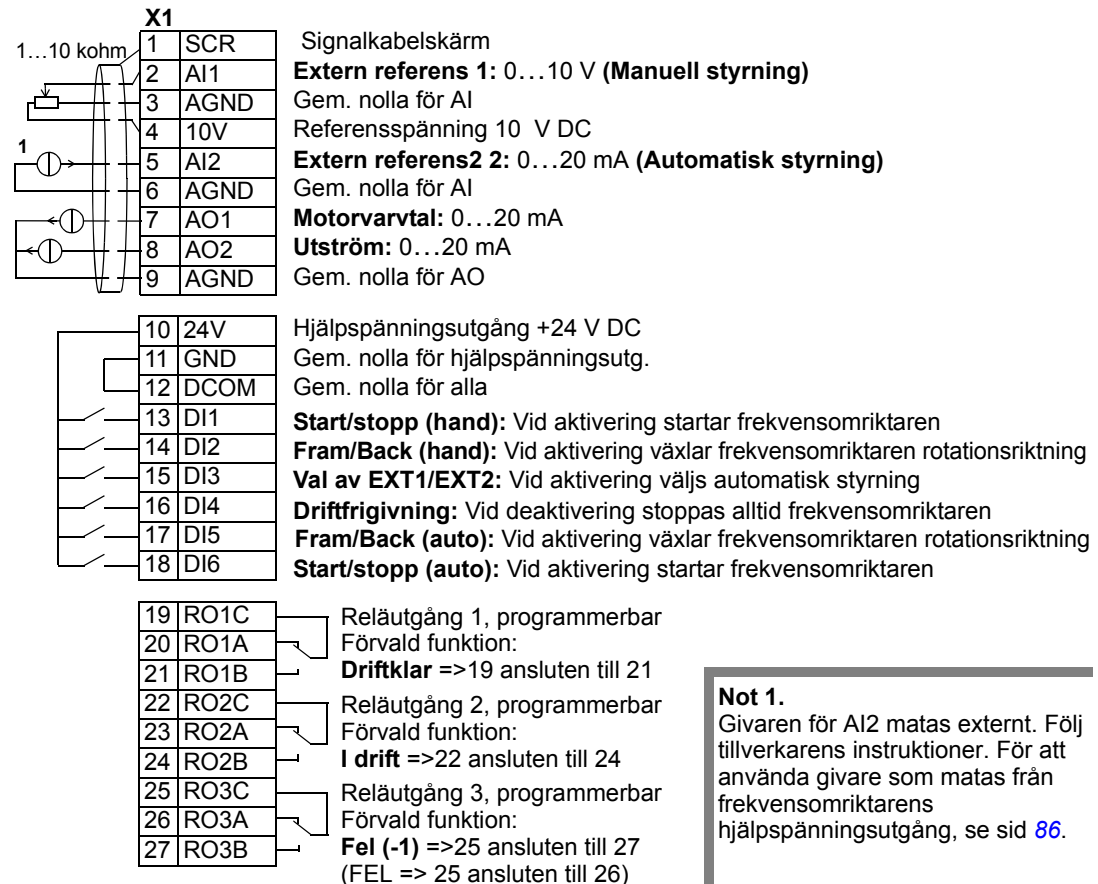 X1
1…10 kohm
1 SCR Signalkabelskärm
2 AI1 Extern referens 1: 0…10 V (Manuell styrning)
3 AGND Gem. nolla för AI
4 10V Referensspänning 10 V DC
1
5 AI2 Extern referens2 2: 0…20 mA (Automatisk styrning)
6 AGND Gem. nolla för AI
7 AO1 Motorvarvtal: 0…20 mA
8 AO2 Utström: 0…20 mA
9 AGND Gem. nolla för AO
10 24V Hjälpspänningsutgång +24 V DC
11 GND Gem. nolla för hjälpspänningsutg.
12 DCOM Gem. nolla för alla
13 DI1 Start/stopp (hand): Vid aktivering startar frekvensomriktaren
14 DI2 Fram/Back (hand): Vid aktivering växlar frekvensomriktaren rotationsriktning
15 DI3 Val av EXT1/EXT2: Vid aktivering väljs automatisk styrning
16 DI4 Driftfrigivning: Vid deaktivering stoppas alltid frekvensomriktaren
17 DI5 Fram/Back (auto): Vid aktivering växlar frekvensomriktaren rotationsriktning
18 DI6 Start/stopp (auto): Vid aktivering startar frekvensomriktaren
19 RO1C Reläutgång 1, programmerbar
20 RO1A Förvald funktion:
21 RO1B Driftklar =>19 ansluten till 21
22 RO2C Reläutgång 2, programmerbar
23 RO2A Förvald funktion:
24 RO2B I drift =>22 ansluten till 24
25 RO3C Reläutgång 3, programmerbar
26 RO3A Förvald funktion:
27 RO3B Fel (-1) =>25 ansluten till 27
(FEL => 25 ansluten till 26)
Not 1.
Givaren för AI2 matas externt. Följ
tillverkarens instruktioner. För att
använda givare som matas från
frekvensomriktarens
hjälpspänningsutgång, se sid 86.